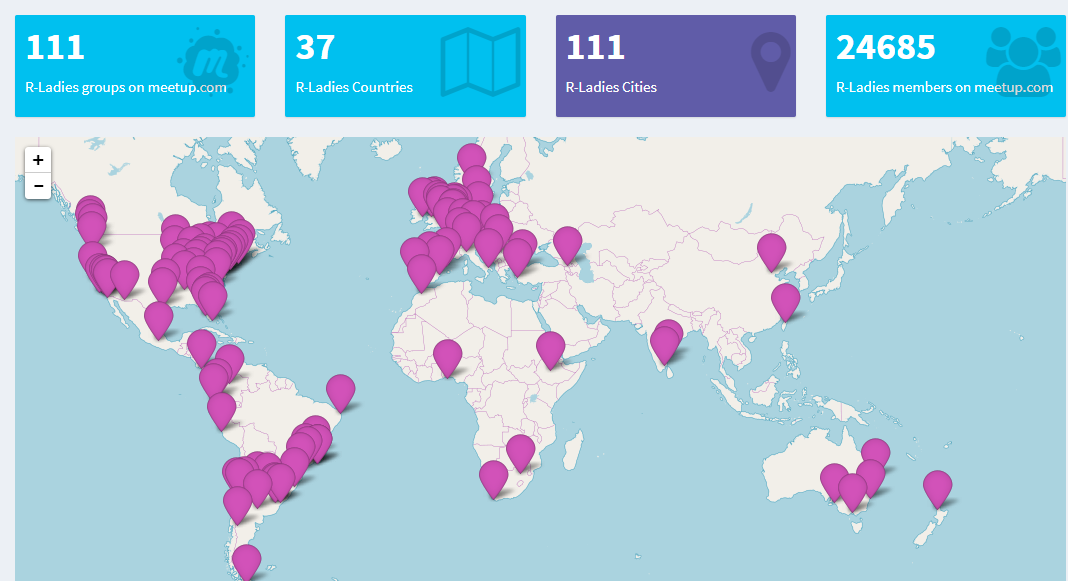 111
R-Ladies groups on meetup.com
37
R-Ladies Countries
111
R-Ladies Cities
24685
R-Ladies members on meetup.com
+
−